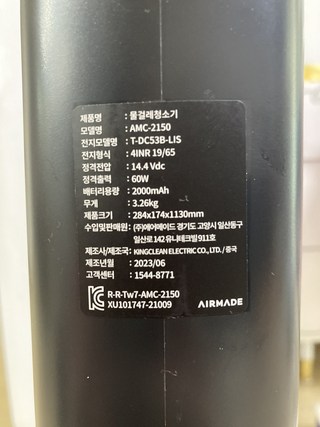 제품명 : 물걸레청소기
모델명 : AMC-2150
전지모델명 : T-DC53B-LIS
전지형식 : 4INR 19/65
정격전압 : 14.4 Vdc
정격출력 : 60W
배터리용량 : 2000mAh
무게 : 3.26kg
제품크기 : 284x174x1130mm
수입및판매원 : (주)에어메이드 경기도 고양시 일산동구
일산로 142 유니테크빌 911호
제조사/제조국 : KINGCLEAN ELECTRIC CO., LTD. / 중국
제조년월 : 2023/06
고객센터 : 1544-8771
R-R-Tw7-AMC-2150
XU101747-21009
AIRMADE